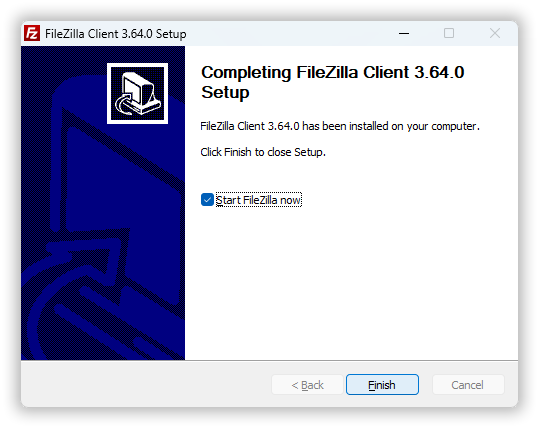 FileZilla Client 3.64.0 Setup
Completing FileZilla Client 3.64.0
Setup
FileZilla Client 3.64.0 has been installed on your computer.
Click Finish to close Setup.
Start FileZilla now
< Back
Finish
Cancel